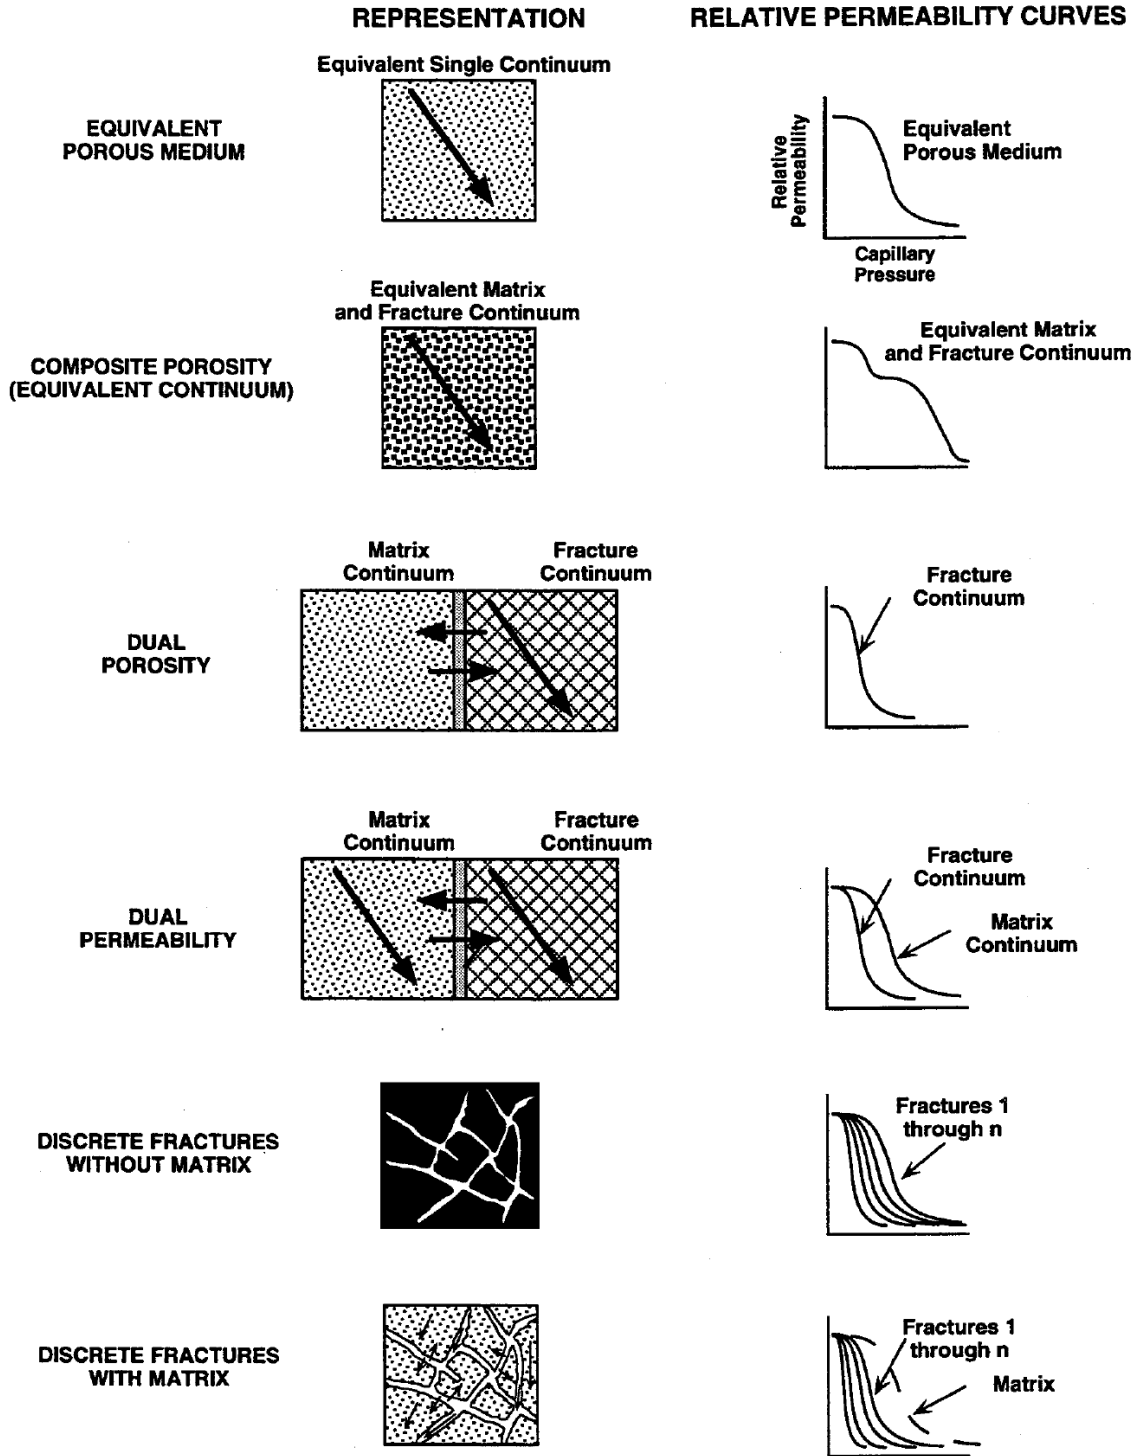 REPRESENTATION
RELATIVE PERMEABILITY CURVES
EQUIVALENT
POROUS MEDIUM
Equivalent Single Continuum
Relative
Permeability
Equivalent
Porous Medium
Capillary
Pressure
COMPOSITE POROSITY
(EQUIVALENT CONTINUUM)
Equivalent Matrix
and Fracture Continuum
Equivalent Matrix
and Fracture Continuum
DUAL
POROSITY
Matrix
Continuum
Fracture
Continuum
Fracture
Continuum
DUAL
PERMEABILITY
Matrix
Continuum
Fracture
Continuum
Fracture
Continuum
Matrix
Continuum
DISCRETE FRACTURES
WITHOUT MATRIX
Fractures 1
through n
DISCRETE FRACTURES
WITH MATRIX
Fractures 1
through n
Matrix